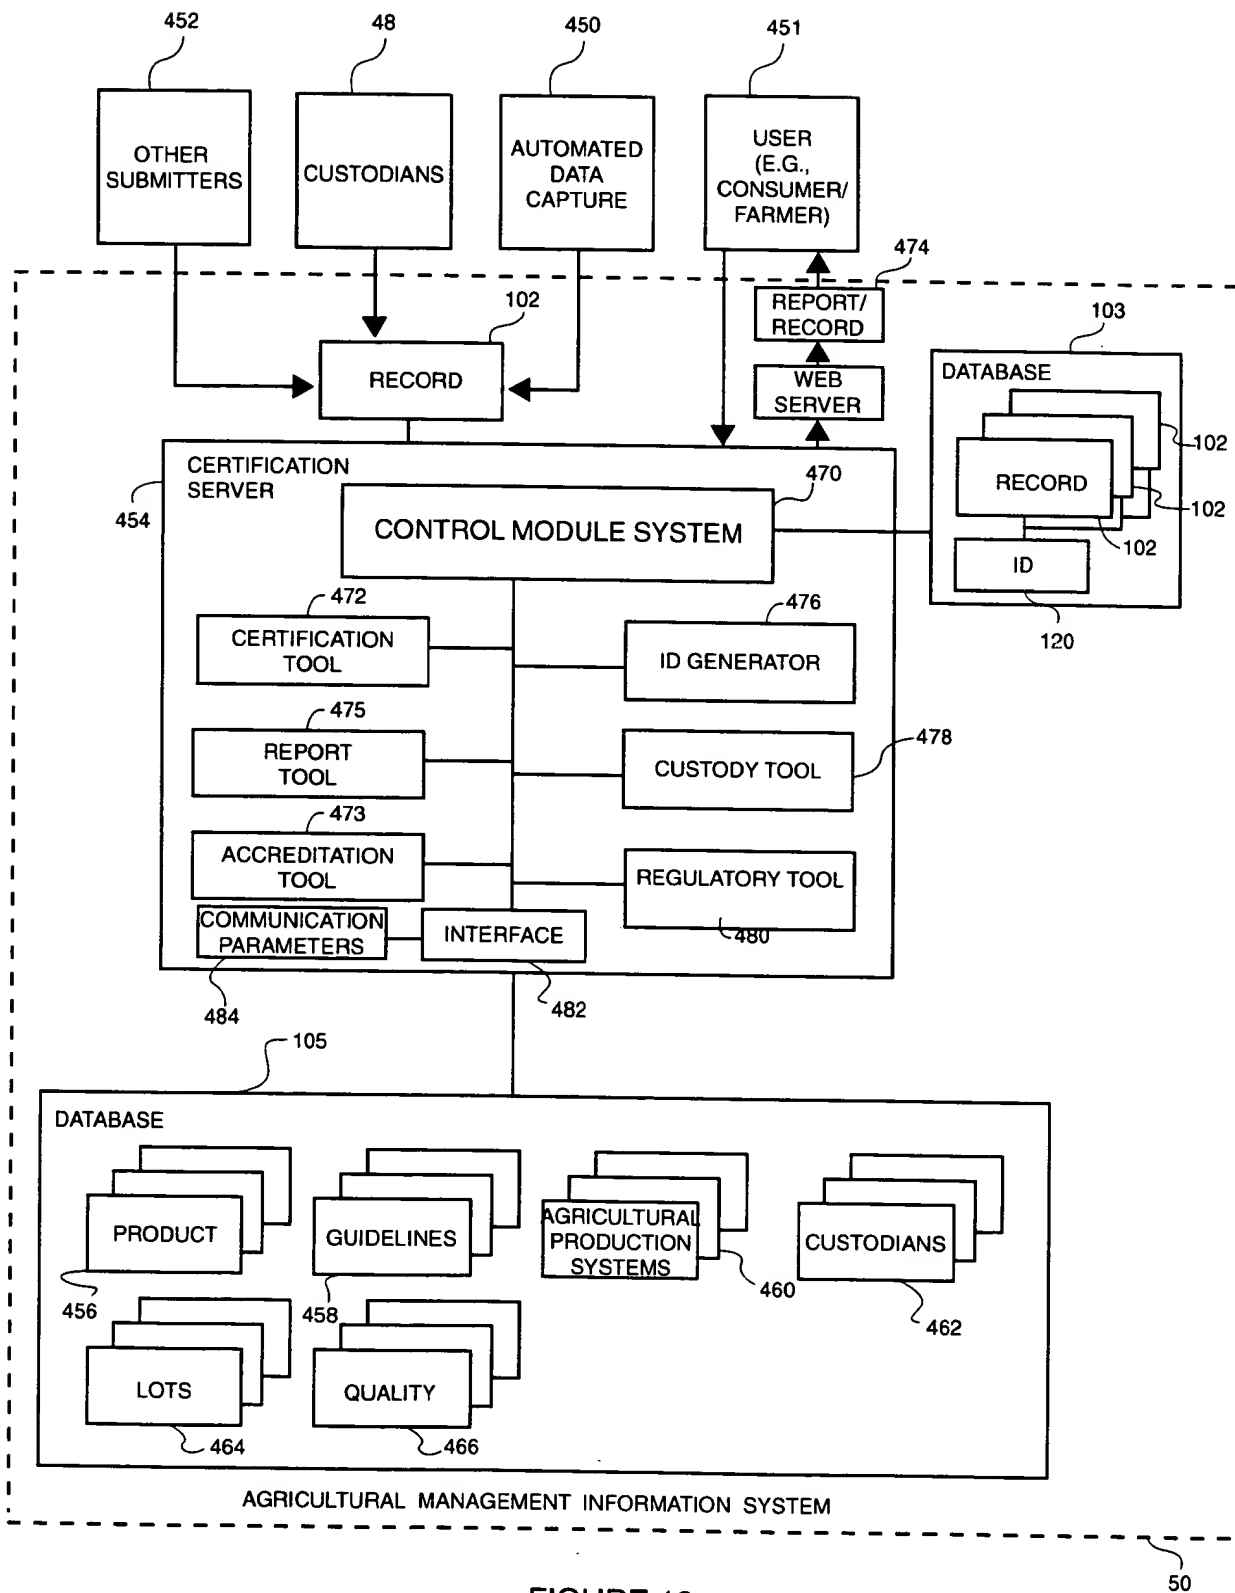 452
48
450
451
OTHER
SUBMITTERS
CUSTODIANS
AUTOMATED
DATA
CAPTURE
USER
(E.G.,
CONSUMER/
FARMER)
474
REPORT/
RECORD
102
RECORD
WEB
SERVER
103
DATABASE
102
RECORD
102
102
ID
120
CERTIFICATION
SERVER
454
470
CONTROL MODULE SYSTEM
472
CERTIFICATION
TOOL
476
ID GENERATOR
475
REPORT
TOOL
478
CUSTODY TOOL
473
ACCREDITATION
TOOL
REGULATORY TOOL
480
COMMUNICATION
PARAMETERS
INTERFACE
484
482
105
DATABASE
PRODUCT
GUIDELINES
AGRICULTURAL
PRODUCTION
SYSTEMS
CUSTODIANS
456
458
460
462
LOTS
QUALITY
464
466
AGRICULTURAL MANAGEMENT INFORMATION SYSTEM
50